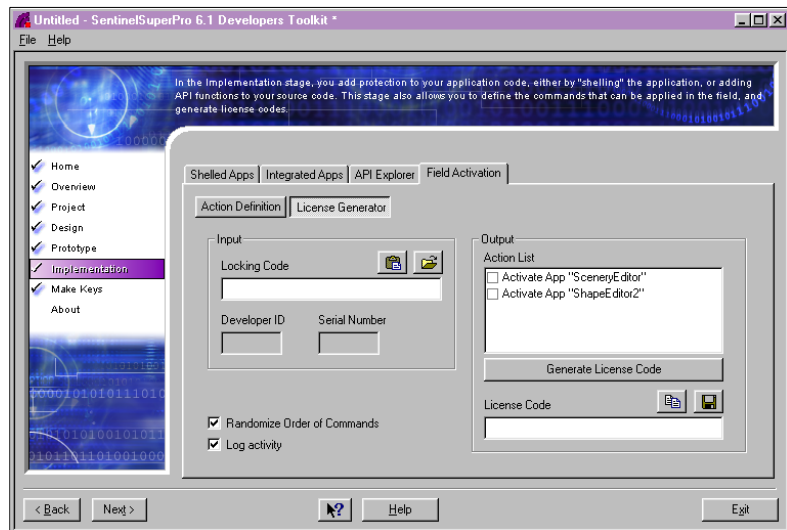 Untitled - SentinelSuperPro 6.1 Developers Toolkit *
File Help
In the Implementation stage, you add protection to your application code, either by "shelling" the application, or adding
API functions to your source code. This stage also allows you to define the commands that can be applied in the field, and
generate license codes.
Home
Overview
Project
Design
Prototype
Implementation
Make Keys
About
Shelled Apps Integrated Apps API Explorer Field Activation
Action Definition License Generator
Input
Locking Code
Developer ID Serial Number
Randomize Order of Commands
Log activity
Output
Action List
Activate App "SceneryEditor"
Activate App "ShapeEditor2"
Generate License Code
License Code
< Back Next > Help Exit